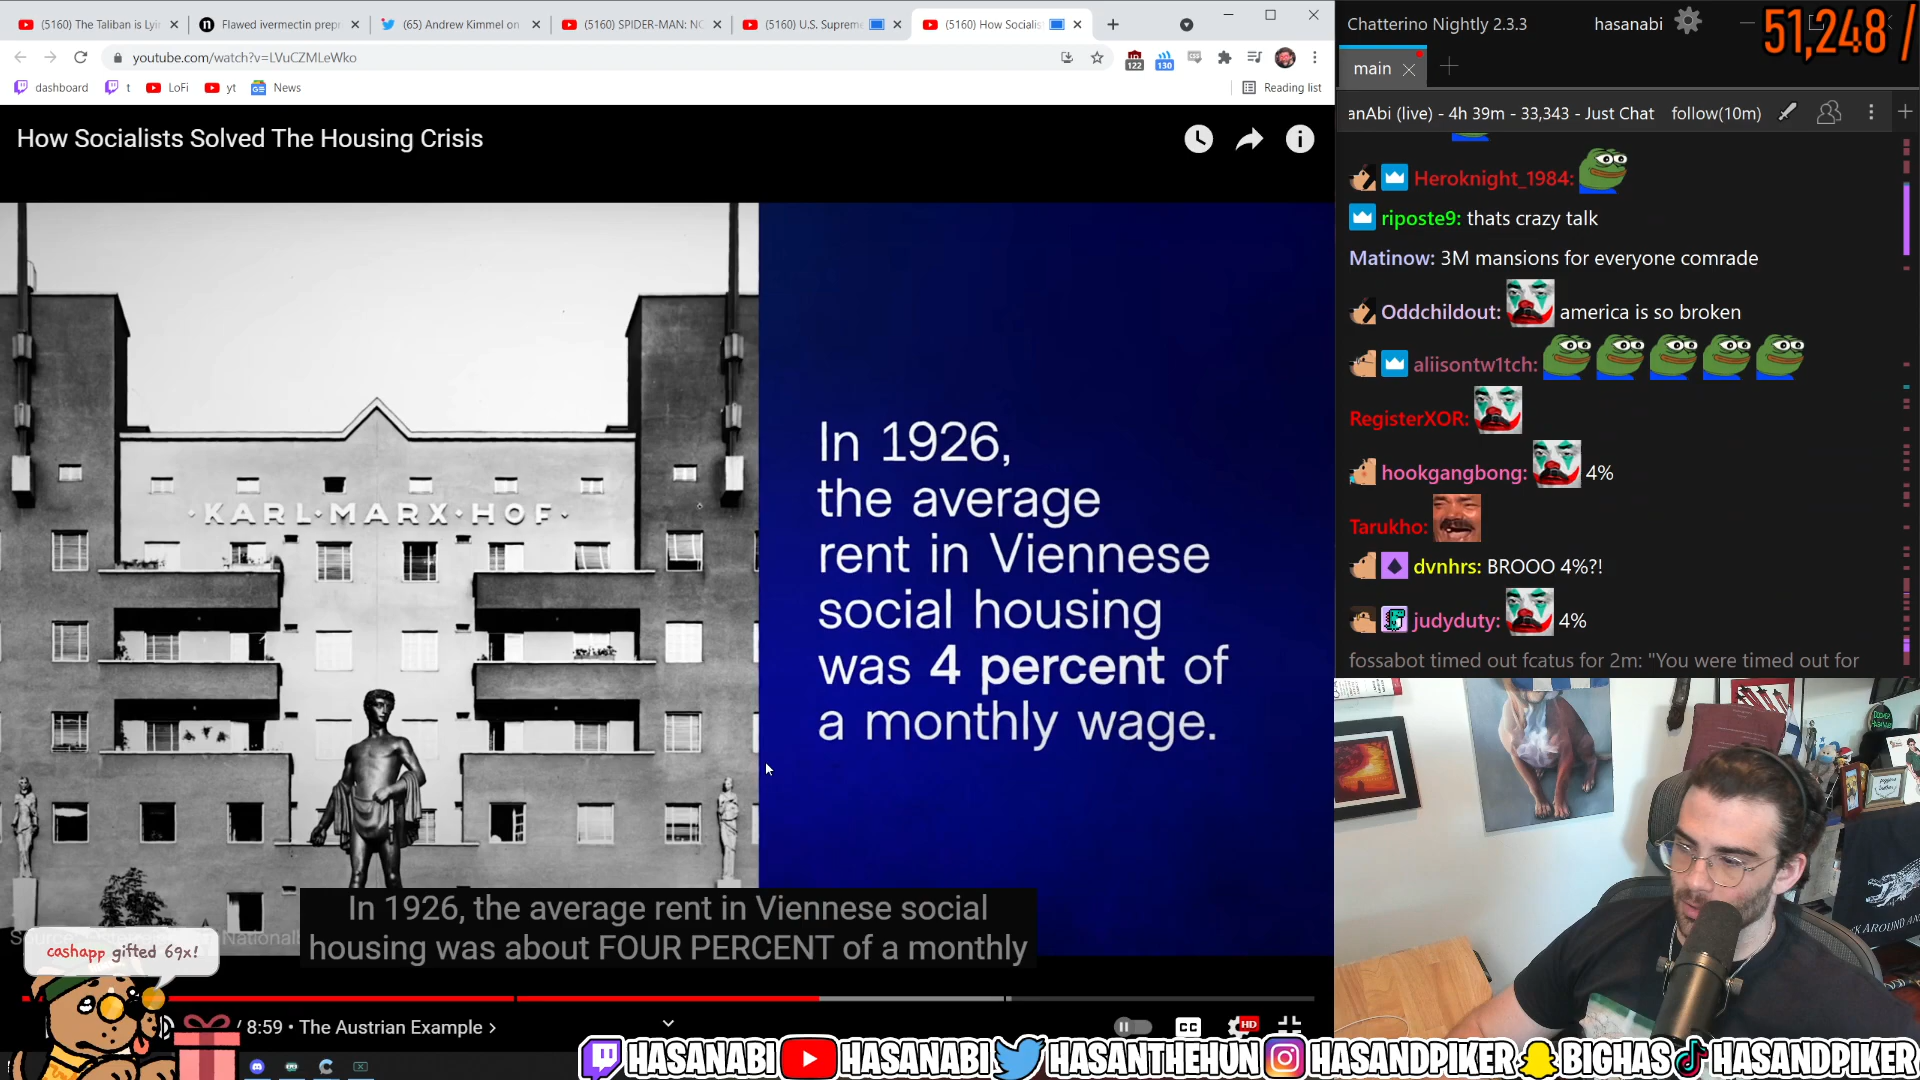 (5160) The Taliban is Lyin
Flawed ivermectin prepr
(65) Andrew Kimmel on
(5160) SPIDER-MAN: NO
(5160) U.S. Supreme
(5160) How Socialis
youtube.com/watch?v=LVuCZMLeWko
122
130
dashboard
t
LoFi
yt
News
Reading list
How Socialists Solved The Housing Crisis
KARL·MARX·HOF
In 1926,
the average
rent in Viennese
social housing
was 4 percent of
a monthly wage.
In 1926, the average rent in Viennese social
housing was about FOUR PERCENT of a monthly
cashapp gifted 69x!
/ 8:59 • The Austrian Example >
CC
HD
Chatterino Nightly 2.3.3
hasanabi
51,248 /
main
anAbi (live) - 4h 39m - 33,343 - Just Chat
follow(10m)
Heroknight_1984:
riposte9: thats crazy talk
Matinow: 3M mansions for everyone comrade
Oddchildout: america is so broken
aliisontw1tch:
RegisterXOR:
hookgangbong: 4%
Tarukho:
dvnhrs: BROOO 4%?!
judyduty: 4%
fossabot timed out fcatus for 2m: "You were timed out for
HASANABI
HASANABI
HASANTHEHUN
HASANDPIKER
BIGHAS
HASANDPIKER